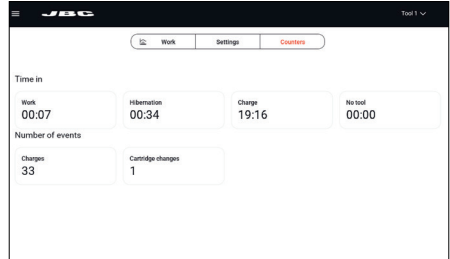 JBC
Tool 1
Work Settings Counters
Time in
Work Hibernation Charge No tool
00:07 00:34 19:16 00:00
Number of events
Charges Cartridge changes
33 1